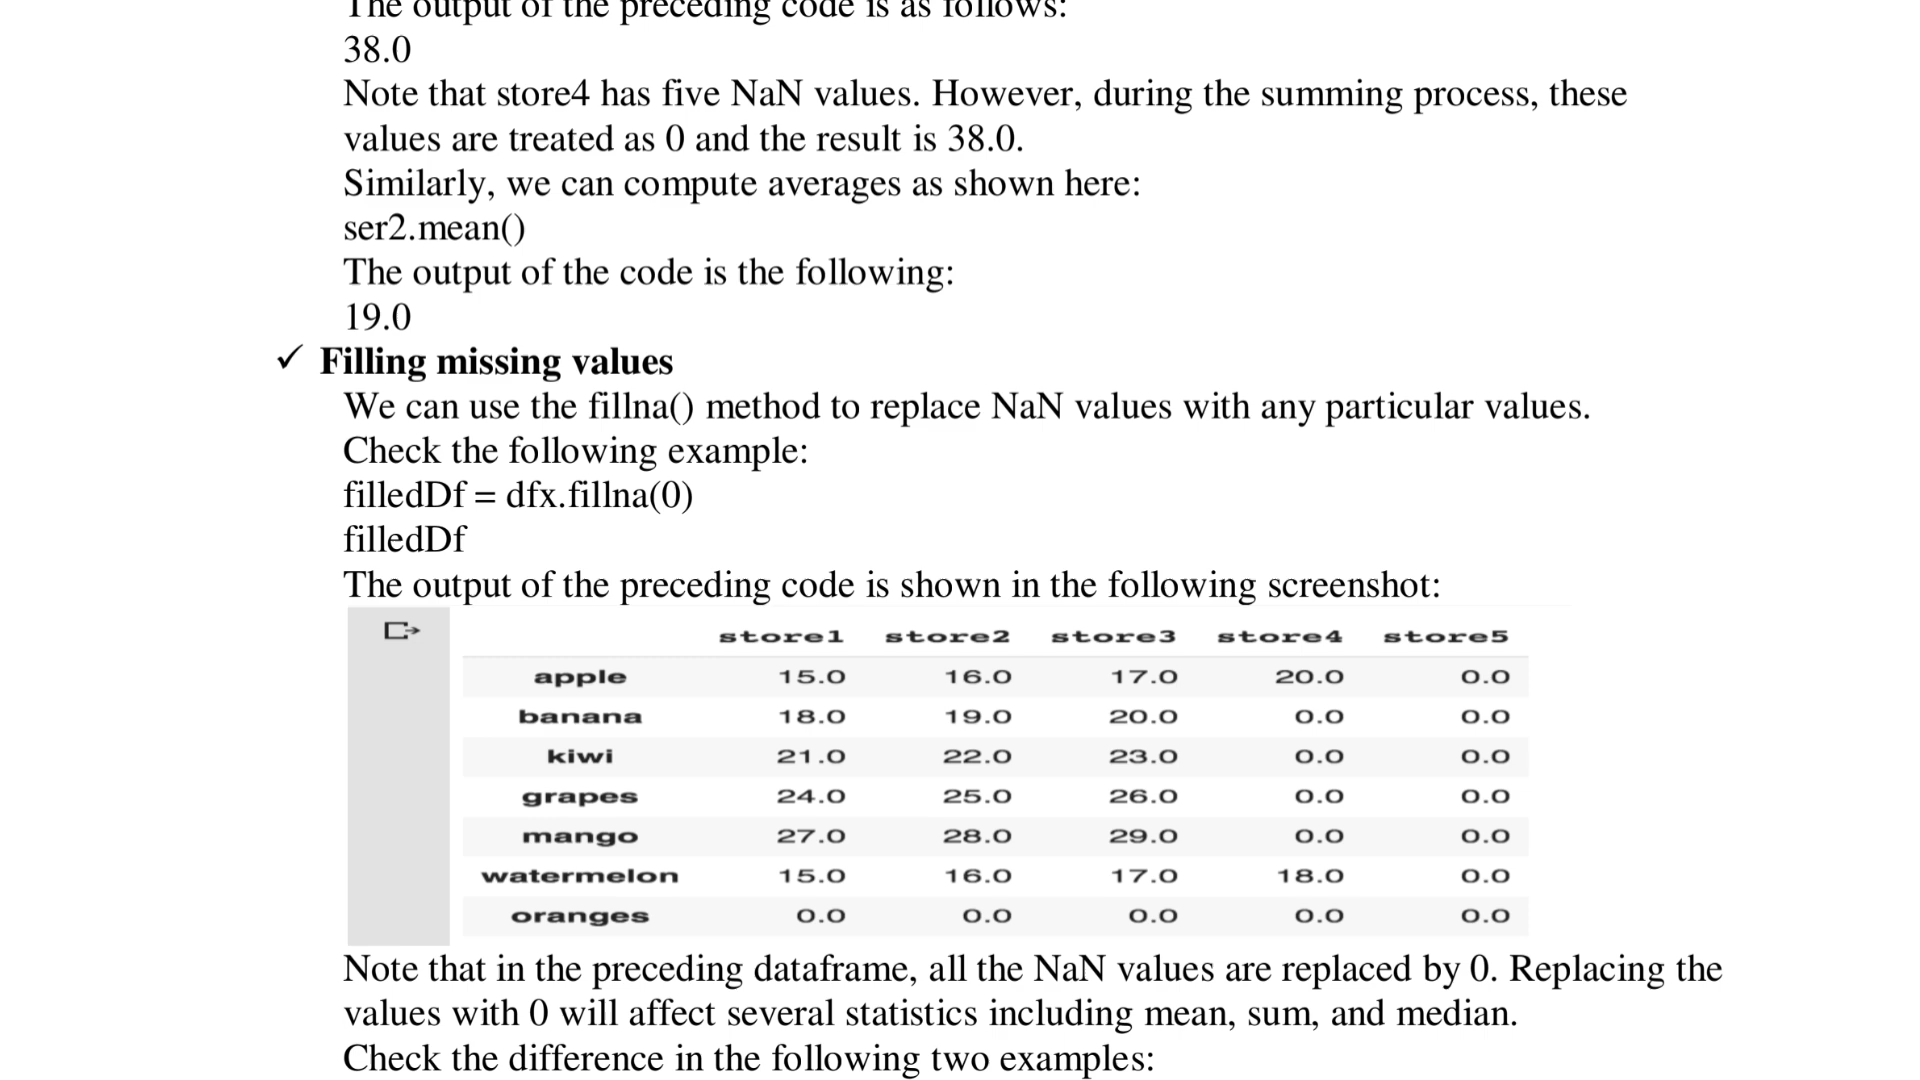 The output of the preceding code is as follows:
38.0
Note that store4 has five NaN values. However, during the summing process, these
values are treated as 0 and the result is 38.0.
Similarly, we can compute averages as shown here:
ser2.mean()
The output of the code is the following:
19.0
✓ Filling missing values
We can use the fillna() method to replace NaN values with any particular values.
Check the following example:
filledDf = dfx.fillna(0)
filledDf
The output of the preceding code is shown in the following screenshot:
store1 store2 store3 store4 store5
apple 15.0 16.0 17.0 20.0 0.0
banana 18.0 19.0 20.0 0.0 0.0
kiwi 21.0 22.0 23.0 0.0 0.0
grapes 24.0 25.0 26.0 0.0 0.0
mango 27.0 28.0 29.0 0.0 0.0
watermelon 15.0 16.0 17.0 18.0 0.0
oranges 0.0 0.0 0.0 0.0 0.0
Note that in the preceding dataframe, all the NaN values are replaced by 0. Replacing the
values with 0 will affect several statistics including mean, sum, and median.
Check the difference in the following two examples: